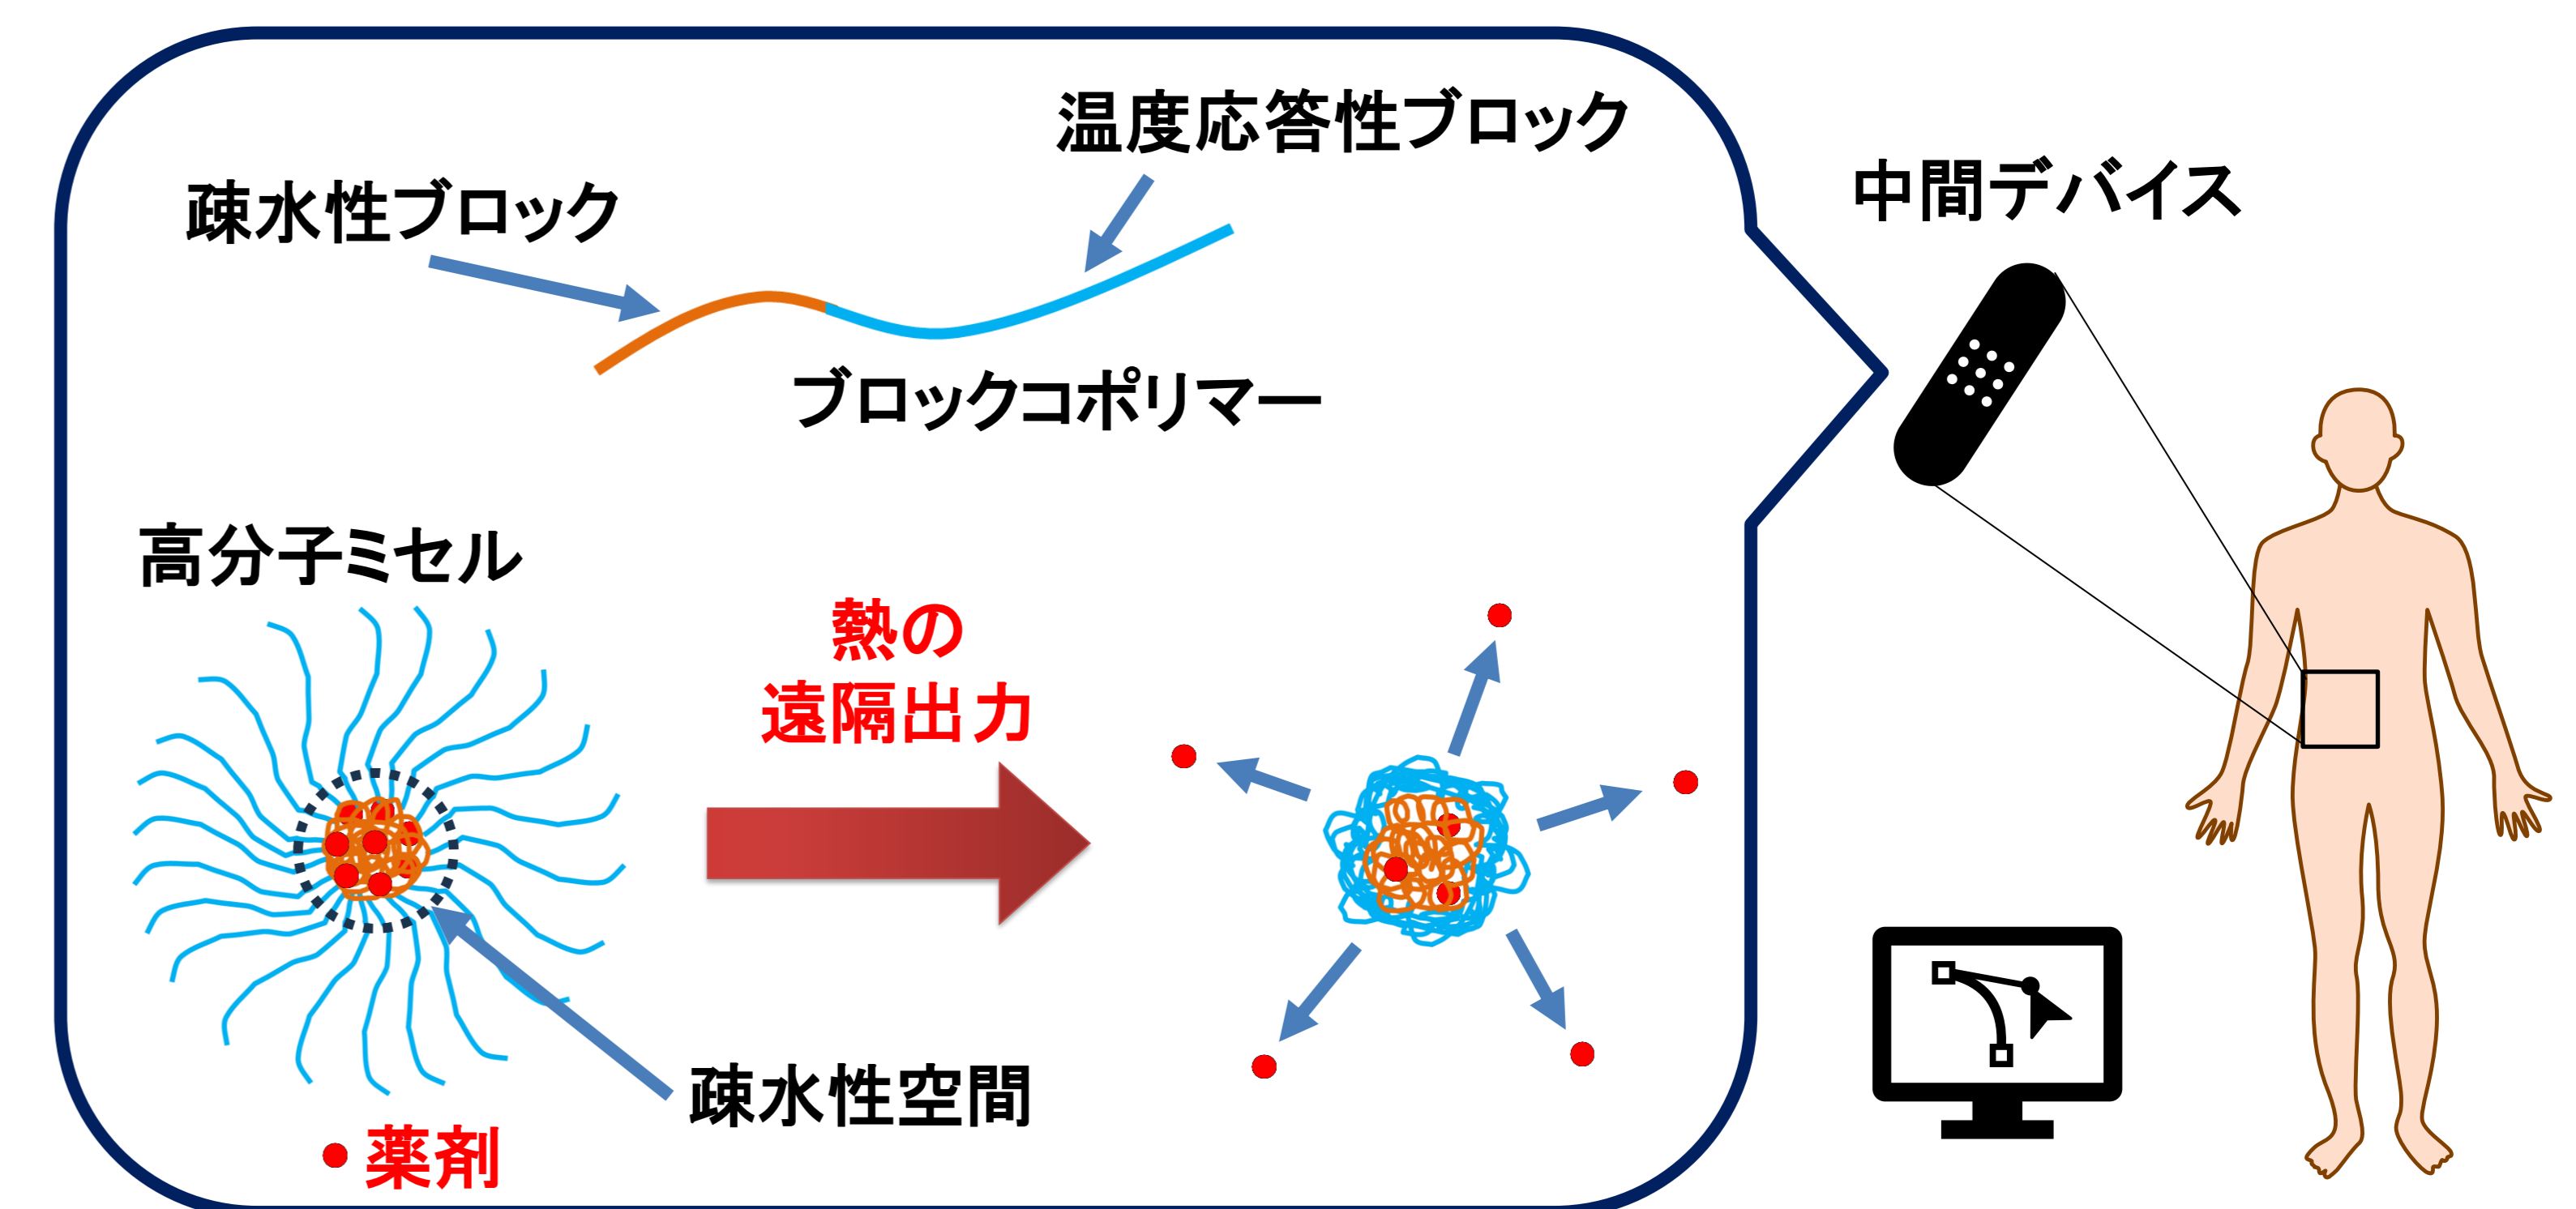 温度応答性ブロック
疎水性ブロック
ブロックコポリマー
中間デバイス
高分子ミセル
熱の
遠隔出力
疎水性空間
薬剤